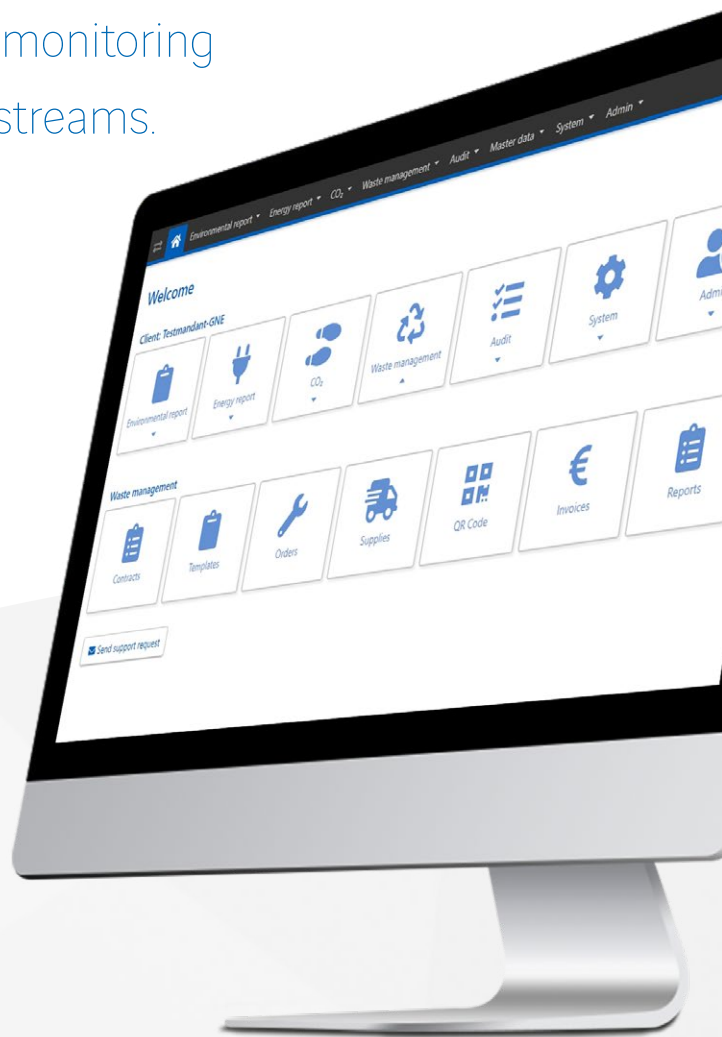 monitoring
streams.
Environmental report Energy report CO₂ Waste management Audit Master data System Admin
Welcome
Client: Testmandant-GNE
Environmental report Energy report CO₂ Waste management Audit System
Waste management
Contracts Templates Orders Supplies QR Code Invoices Reports
Send support request